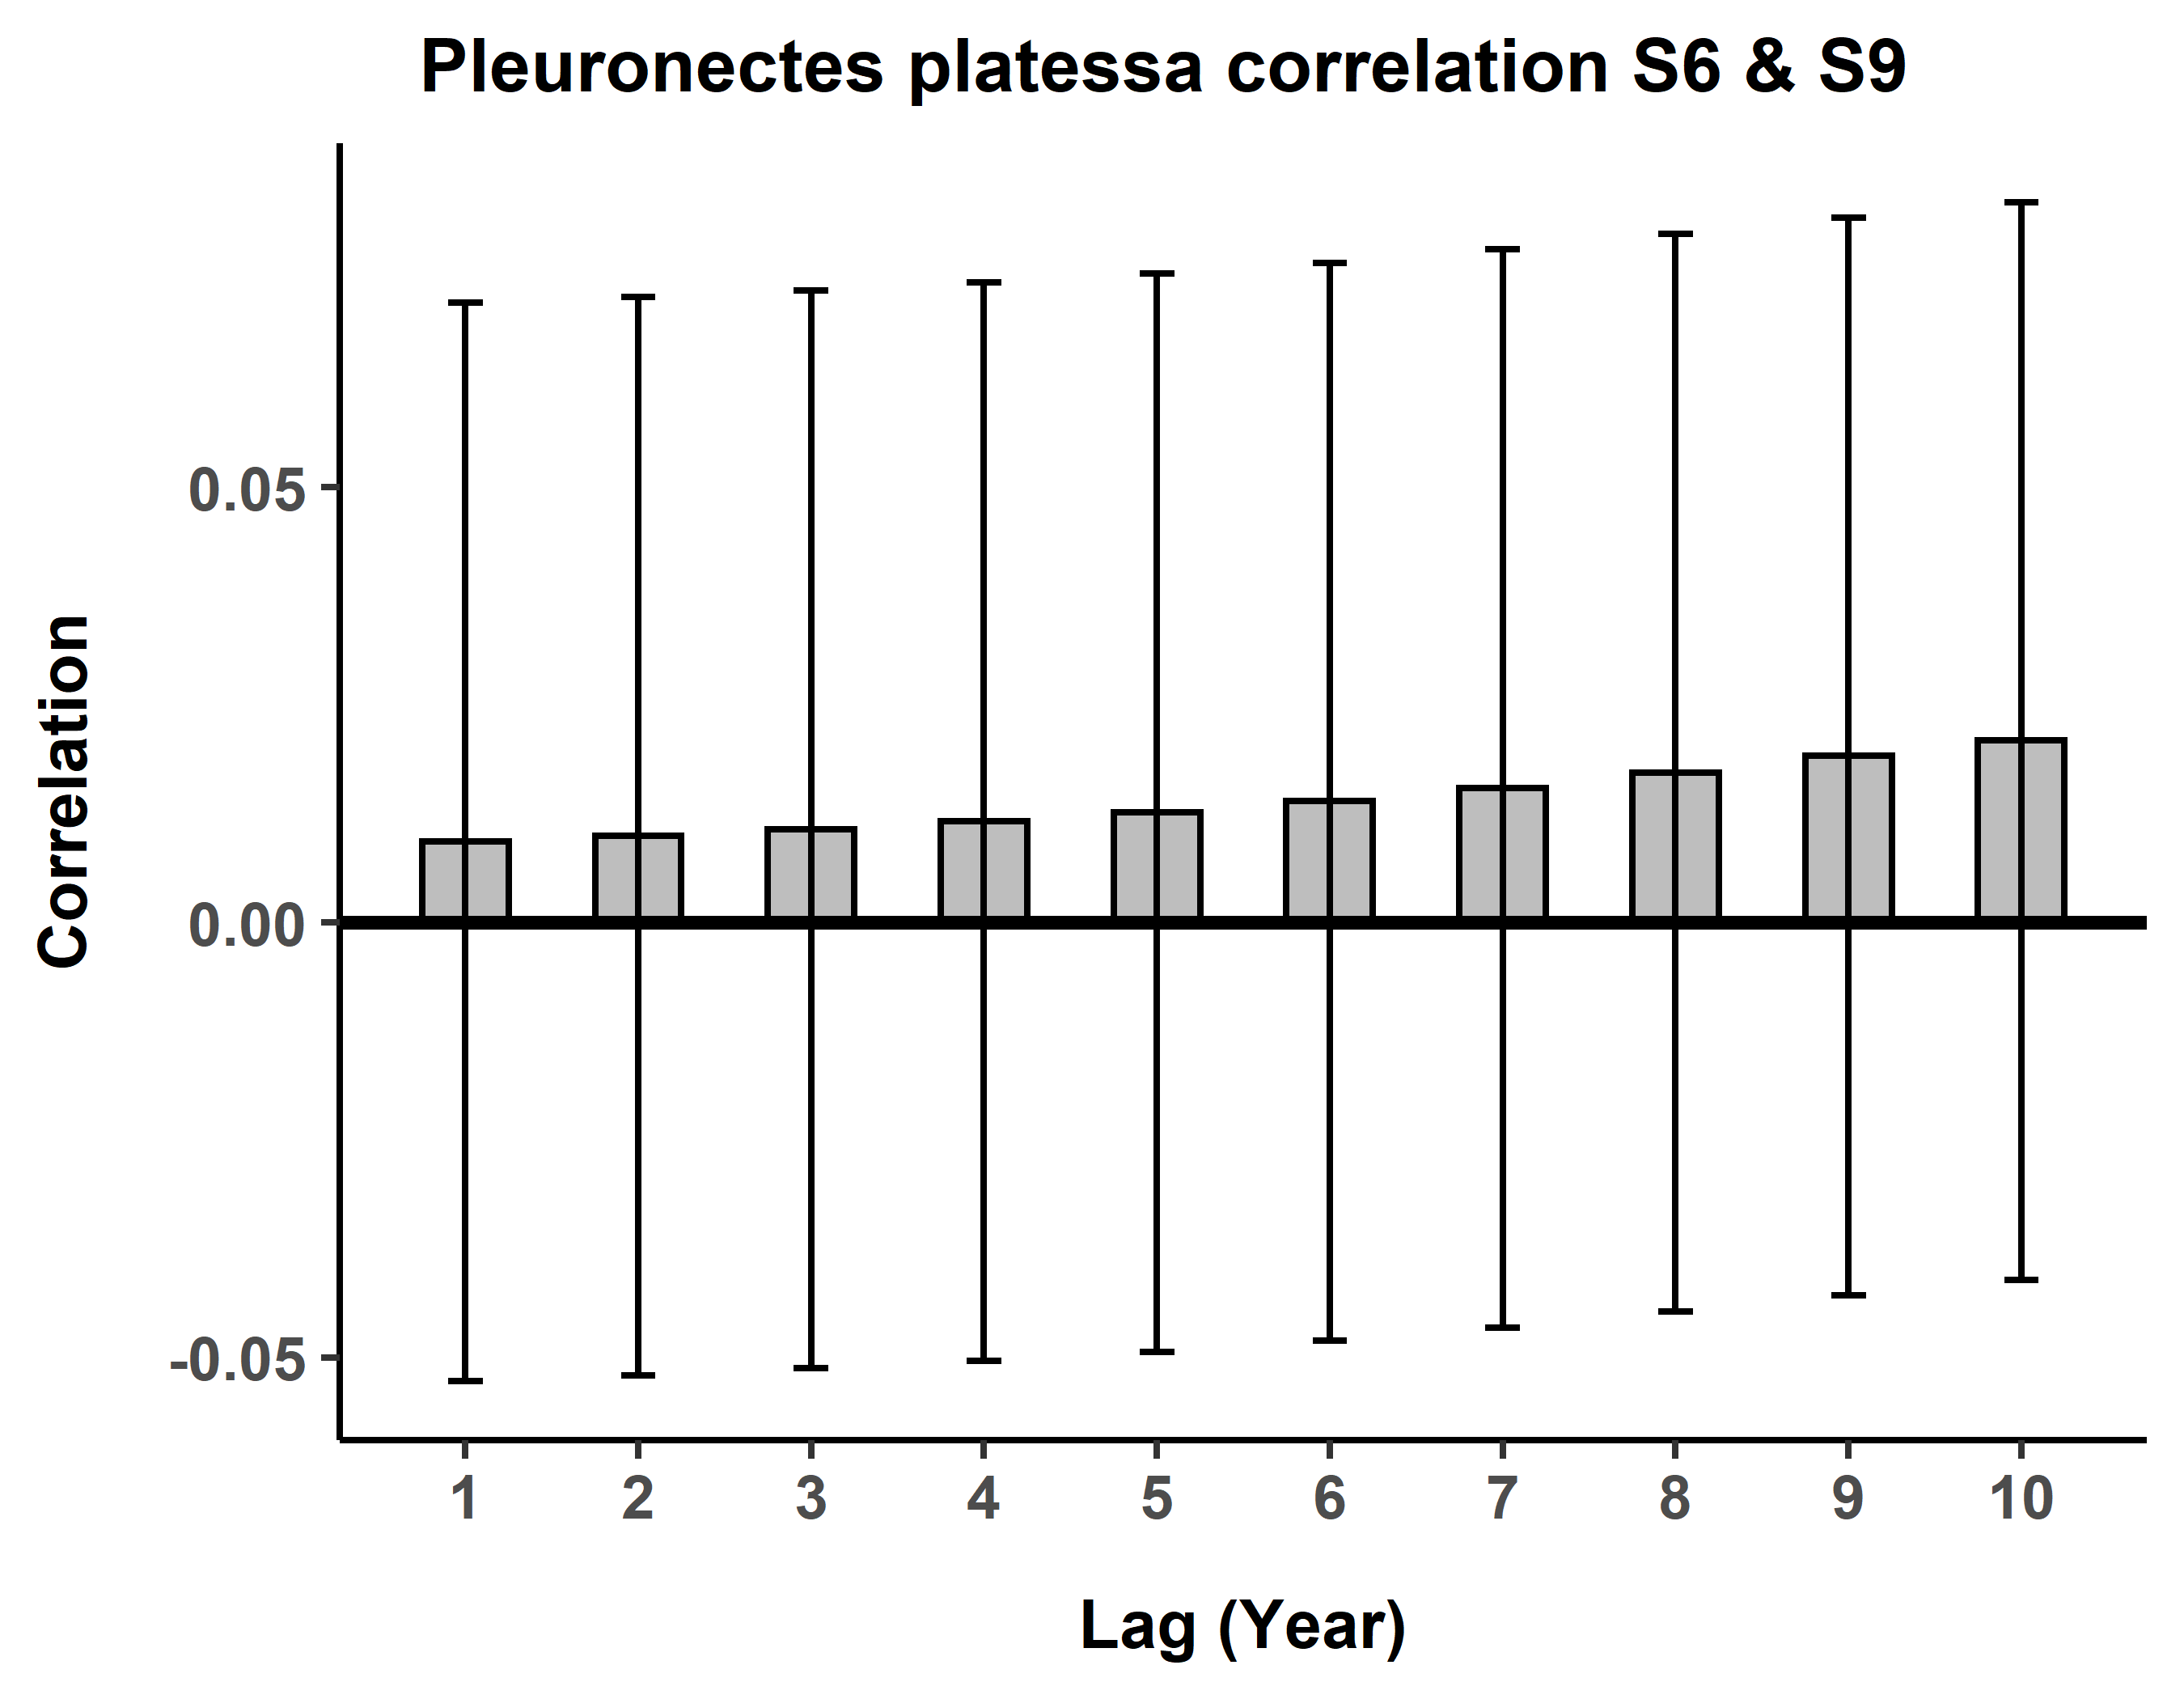 Pleuronectes platessa correlation S6 & S9
Correlation
0.05
0.00
-0.05
1 2 3 4 5 6 7 8 9 10
Lag (Year)